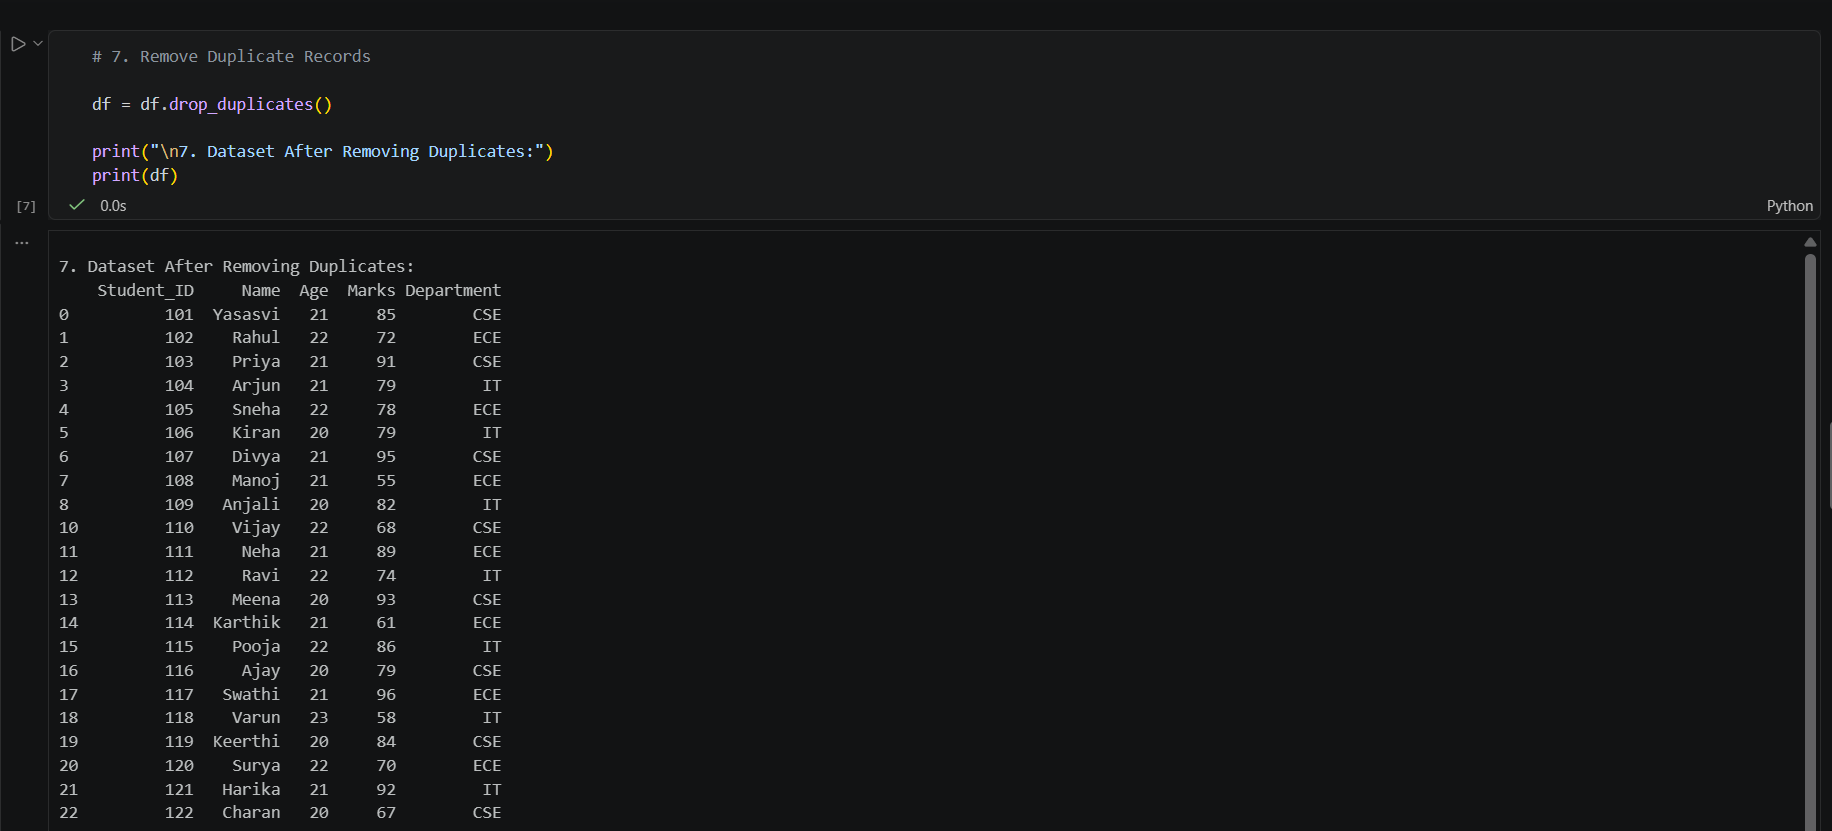 # 7. Remove Duplicate Records
df = df.drop_duplicates()
print("\n7. Dataset After Removing Duplicates:")
print(df)
[7] 0.0s Python
...
7. Dataset After Removing Duplicates:
Student_ID Name Age Marks Department
0 101 Yasasvi 21 85 CSE
1 102 Rahul 22 72 ECE
2 103 Priya 21 91 CSE
3 104 Arjun 21 79 IT
4 105 Sneha 22 78 ECE
5 106 Kiran 20 79 IT
6 107 Divya 21 95 CSE
7 108 Manoj 21 55 ECE
8 109 Anjali 20 82 IT
10 110 Vijay 22 68 CSE
11 111 Neha 21 89 ECE
12 112 Ravi 22 74 IT
13 113 Meena 20 93 CSE
14 114 Karthik 21 61 ECE
15 115 Pooja 22 86 IT
16 116 Ajay 20 79 CSE
17 117 Swathi 21 96 ECE
18 118 Varun 23 58 IT
19 119 Keerthi 20 84 CSE
20 120 Surya 22 70 ECE
21 121 Harika 21 92 IT
22 122 Charan 20 67 CSE